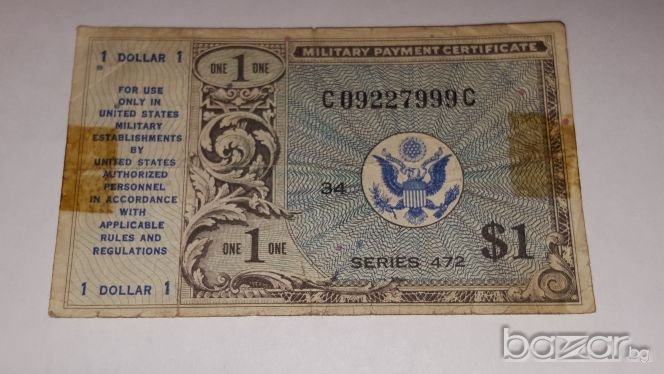 1 DOLLAR 1
FOR USE
ONLY IN
UNITED STATES
MILITARY
ESTABLISHMENTS
BY
UNITED STATES
AUTHORIZED
PERSONNEL
IN ACCORDANCE
WITH
APPLICABLE
RULES AND
REGULATIONS
1 DOLLAR 1
ONE 1 ONE
ONE 1 ONE
MILITARY PAYMENT CERTIFICATE
C09227999C
34
SERIES 472
$1
bazar.bg